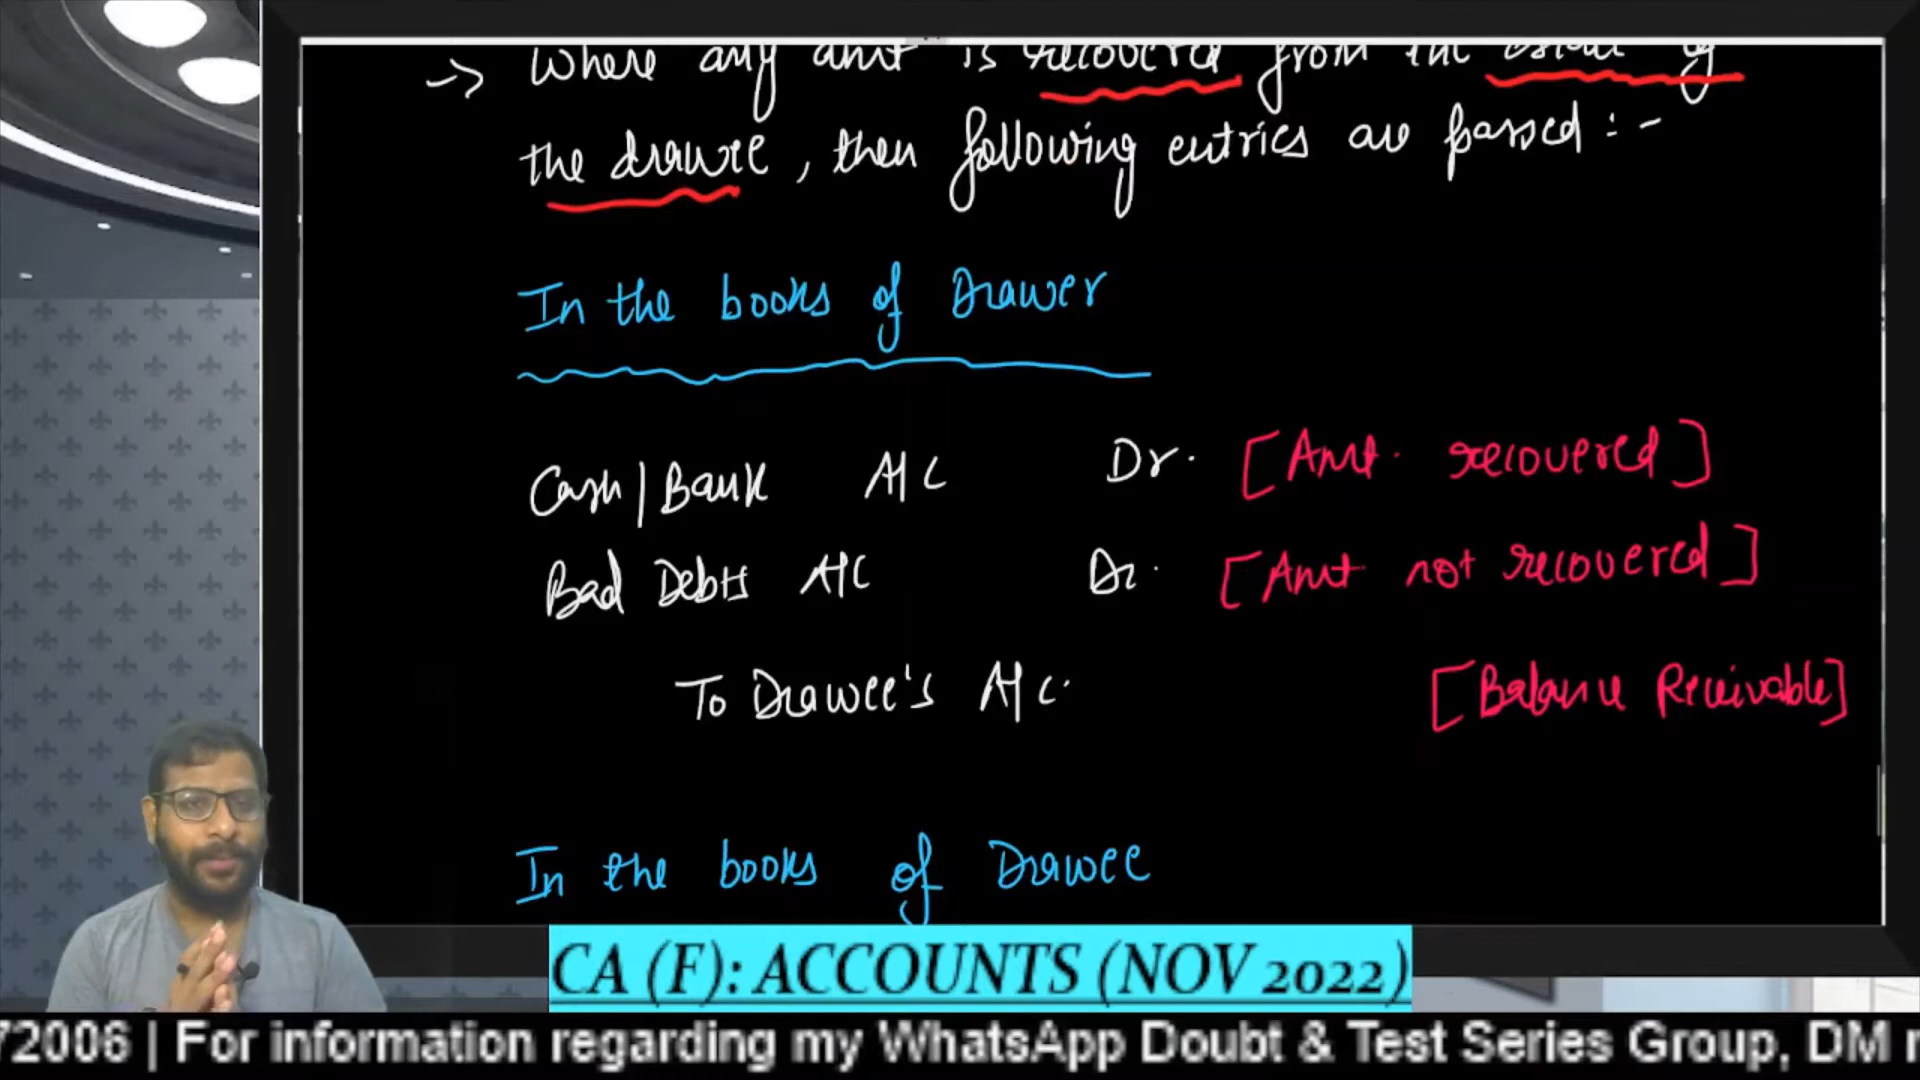 -> Where any amt is recovered from the estate of
the drawee, then following entries are passed :-
In the books of Drawer
Cash/Bank A/C Dr. [Amt. recovered]
Bad Debts A/C Dr. [Amt not recovered]
To Drawee's A/C. [Balance Receivable]
In the books of Drawee
CA (F): ACCOUNTS (NOV 2022)
72006 | For information regarding my WhatsApp Doubt & Test Series Group, DM